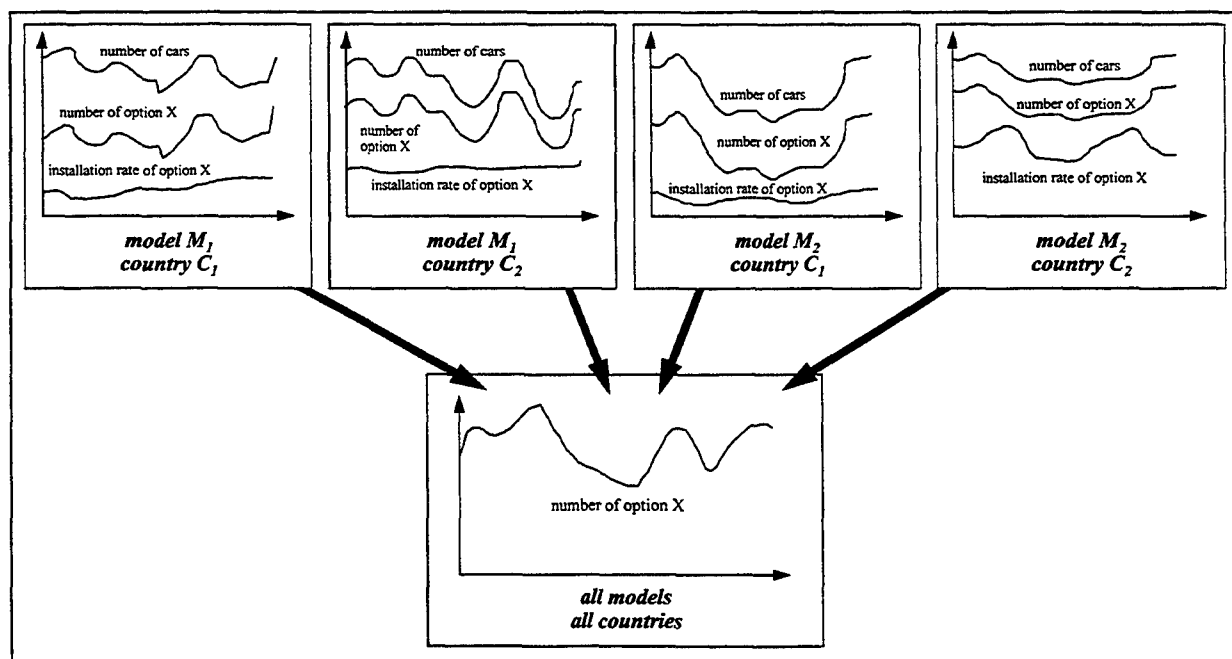 number of cars
number of option X
installation rate of option X
model M₁
country C₁
number of cars
number of
option X
installation rate of option X
model M₁
country C₂
number of cars
number of option X
installation rate of option X
model M₂
country C₁
number of cars
number of option X
installation rate of option X
model M₂
country C₂
number of option X
all models
all countries